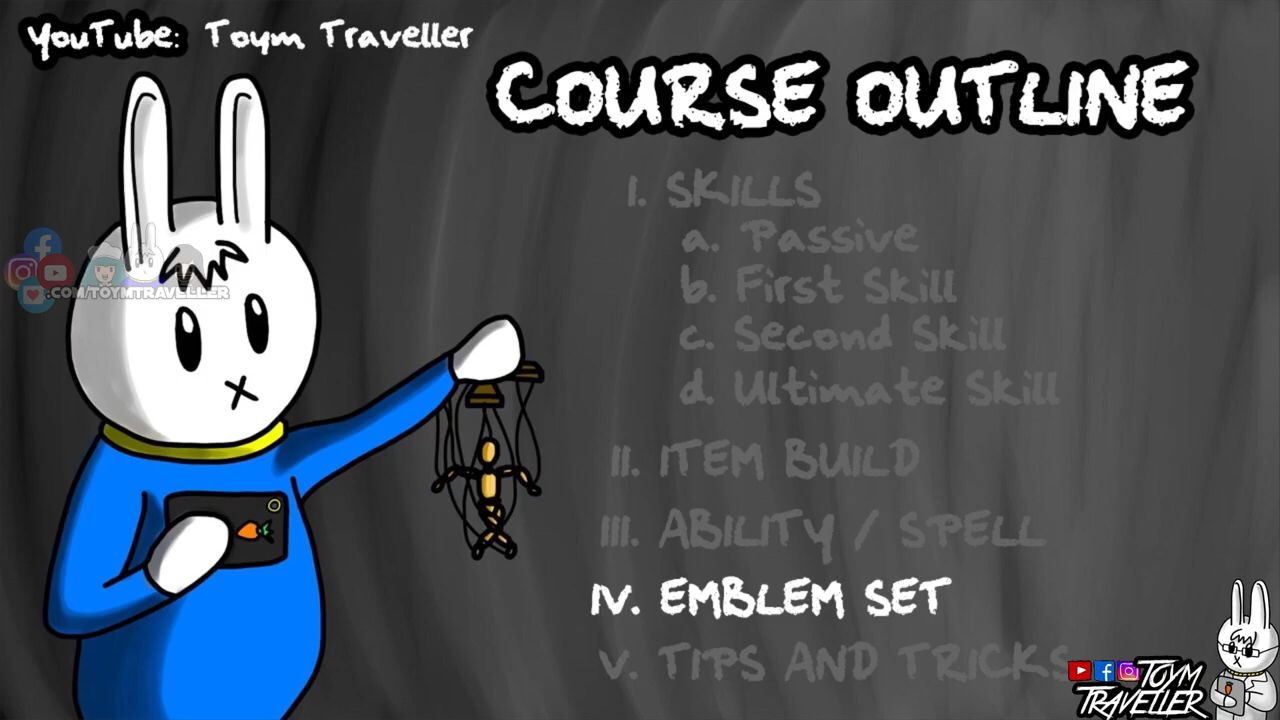 YouTube: Toym Traveller
COURSE OUTLINE
I. SKILLS
a. Passive
b. First Skill
c. Second Skill
d. Ultimate Skill
.COM/TOYMTRAVELLER
II. ITEM BUILD
III. ABILITY / SPELL
IV. EMBLEM SET
V. TIPS AND TRICKS
TOYM
TRAVELLER